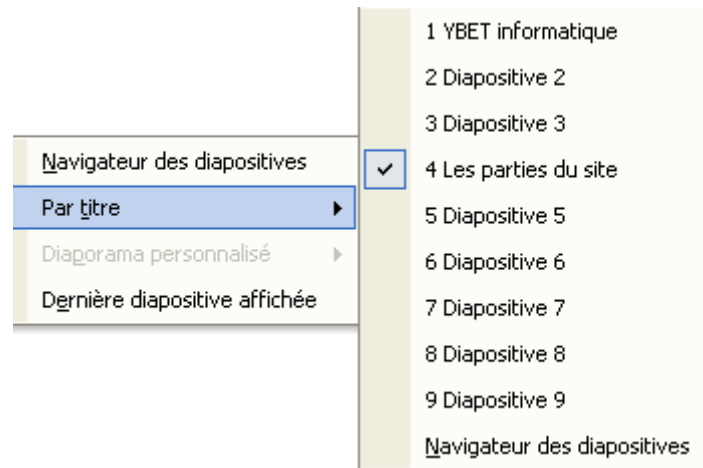 Navigateur des diapositives
Par titre
Diaporama personnalisé
Dernière diapositive affichée
1 YBET informatique
2 Diapositive 2
3 Diapositive 3
4 Les parties du site
5 Diapositive 5
6 Diapositive 6
7 Diapositive 7
8 Diapositive 8
9 Diapositive 9
Navigateur des diapositives